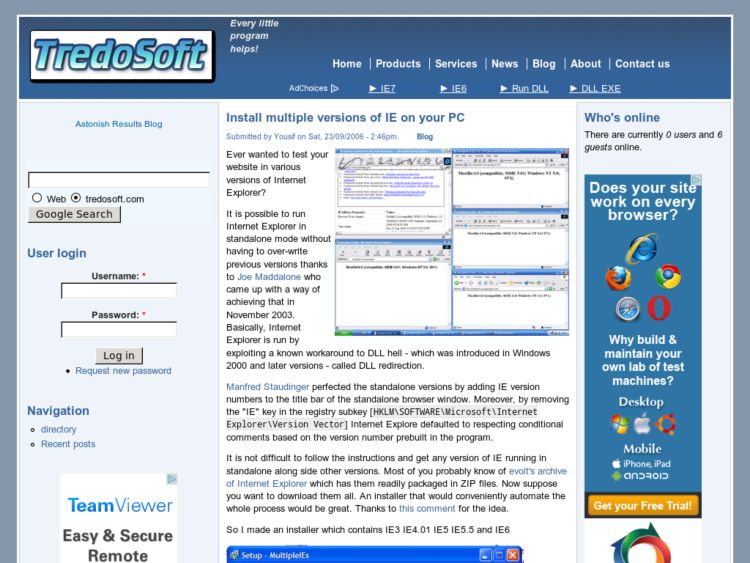 TredoSoft
Every little
program
helps!
Home Products Services News Blog About Contact us
AdChoices ► IE7 ► IE6 ► Run DLL ► DLL EXE
Astonish Results Blog
Web tredosoft.com
Google Search
User login
Username: *
Password: *
Log in
Request new password
Navigation
directory
Recent posts
TeamViewer
Easy & Secure
Remote
Install multiple versions of IE on your PC
Submitted by Yousif on Sat, 23/09/2006 - 2:46pm. Blog
Ever wanted to test your
website in various
versions of Internet
Explorer?
It is possible to run
Internet Explorer in
standalone mode without
having to over-write
previous versions thanks
to Joe Maddalone who
came up with a way of
achieving that in
November 2003.
Basically, Internet
Explorer is run by
exploiting a known workaround to DLL hell - which was introduced in Windows
2000 and later versions - called DLL redirection.
Manfred Staudinger perfected the standalone versions by adding IE version
numbers to the title bar of the standalone browser window. Moreover, by removing
the "IE" key in the registry subkey [HKLM\SOFTWARE\Microsoft\Internet
Explorer\Version Vector] Internet Explore defaulted to respecting conditional
comments based on the version number prebuilt in the program.
It is not difficult to follow the instructions and get any version of IE running in
standalone along side other versions. Most of you probably know of evolt's archive
of Internet Explorer which has them readily packaged in ZIP files. Now suppose
you want to download them all. An installer that would conveniently automate the
whole process would be great. Thanks to this comment for the idea.
So I made an installer which contains IE3 IE4.01 IE5 IE5.5 and IE6
Setup - MultipleIEs
Who's online
There are currently 0 users and 6
guests online.
Does your site
work on every
browser?
Why build &
maintain your
own lab of test
machines?
Desktop
Mobile
iPhone, iPad
ANDROID
Get your Free Trial!